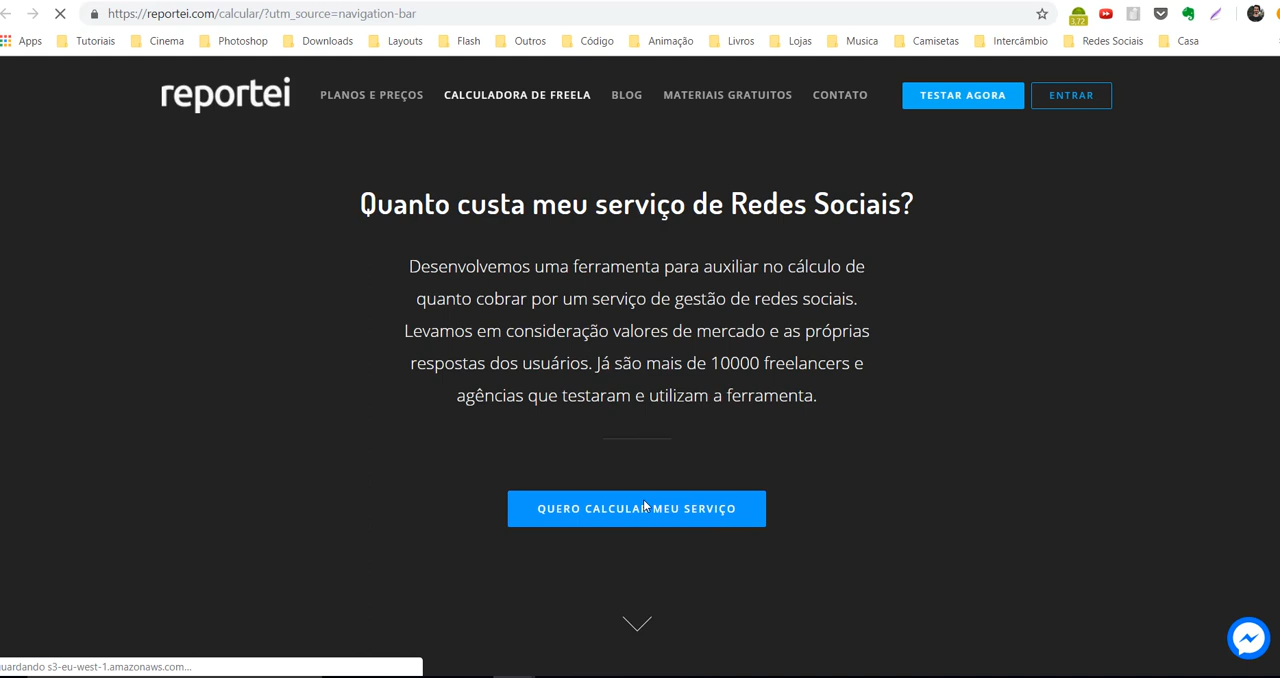 https://reportei.com/calcular/?utm_source=navigation-bar
3.72
Apps Tutoriais Cinema Photoshop Downloads Layouts Flash Outros Código Animação Livros Lojas Musica Camisetas Intercâmbio Redes Sociais Casa
reportei PLANOS E PREÇOS CALCULADORA DE FREELA BLOG MATERIAIS GRATUITOS CONTATO TESTAR AGORA ENTRAR
Quanto custa meu serviço de Redes Sociais?
Desenvolvemos uma ferramenta para auxiliar no cálculo de
quanto cobrar por um serviço de gestão de redes sociais.
Levamos em consideração valores de mercado e as próprias
respostas dos usuários. Já são mais de 10000 freelancers e
agências que testaram e utilizam a ferramenta.
QUERO CALCULAR MEU SERVIÇO
uardando s3-eu-west-1.amazonaws.com...